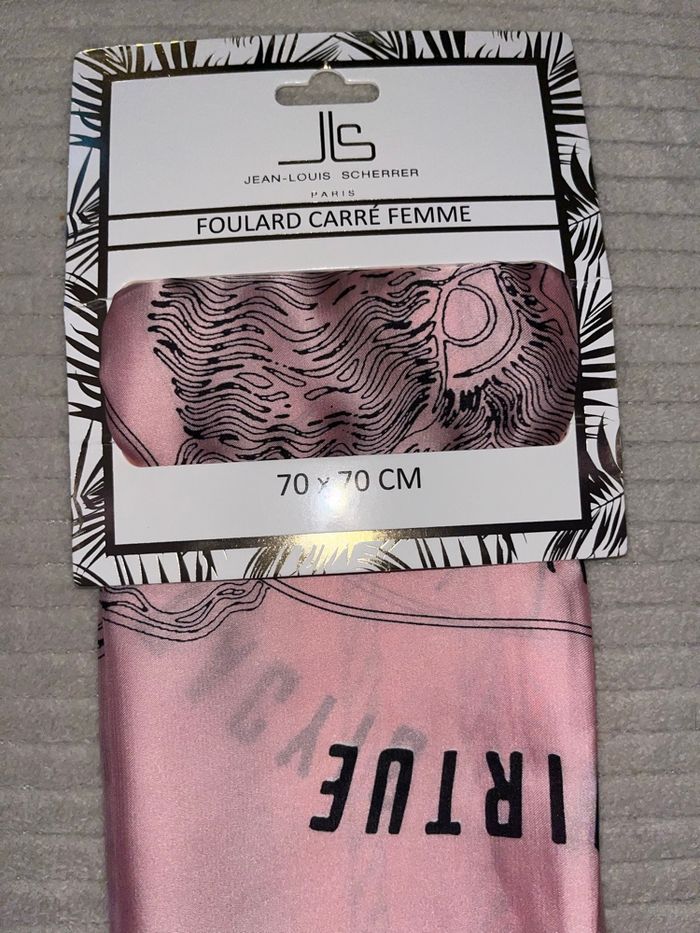 JLS
JEAN-LOUIS SCHERRER
PARIS
FOULARD CARRÉ FEMME
70 x 70 CM
IRTUE